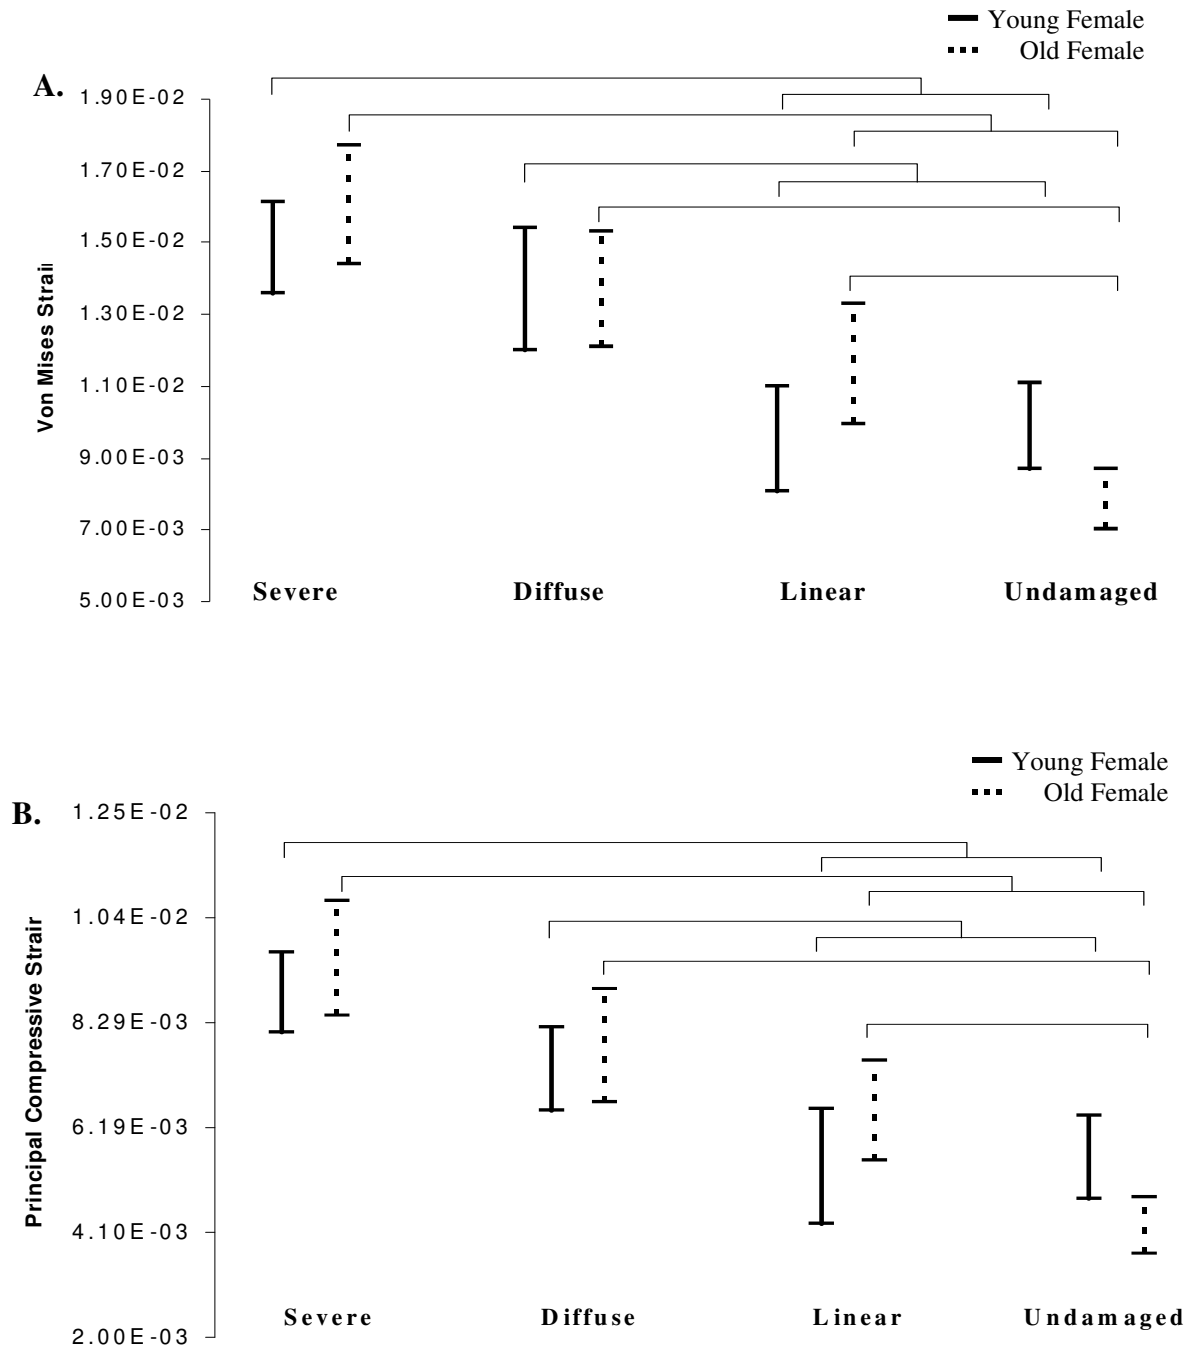 Young Female
Old Female
A.
Von Mises Strai
1.90E-02
1.70E-02
1.50E-02
1.30E-02
1.10E-02
9.00E-03
7.00E-03
5.00E-03
Severe Diffuse Linear Undamaged
Young Female
Old Female
B.
Principal Compressive Strair
1.25E-02
1.04E-02
8.29E-03
6.19E-03
4.10E-03
2.00E-03
Severe Diffuse Linear Undamaged